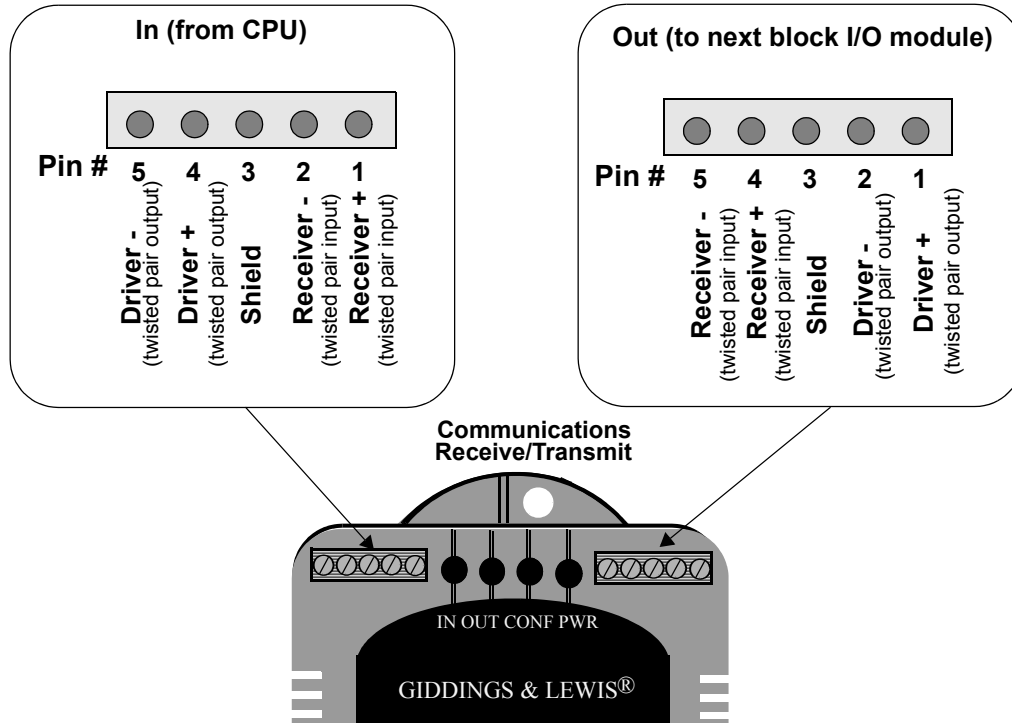 In (from CPU)
Pin # 5 4 3 2 1
Driver -
(twisted pair output)
Driver +
(twisted pair output)
Shield
Receiver -
(twisted pair input)
Receiver +
(twisted pair input)
Out (to next block I/O module)
Pin # 5 4 3 2 1
Receiver -
(twisted pair input)
Receiver +
(twisted pair input)
Shield
Driver -
(twisted pair output)
Driver +
(twisted pair output)
Communications
Receive/Transmit
IN OUT CONF PWR
GIDDINGS & LEWIS®